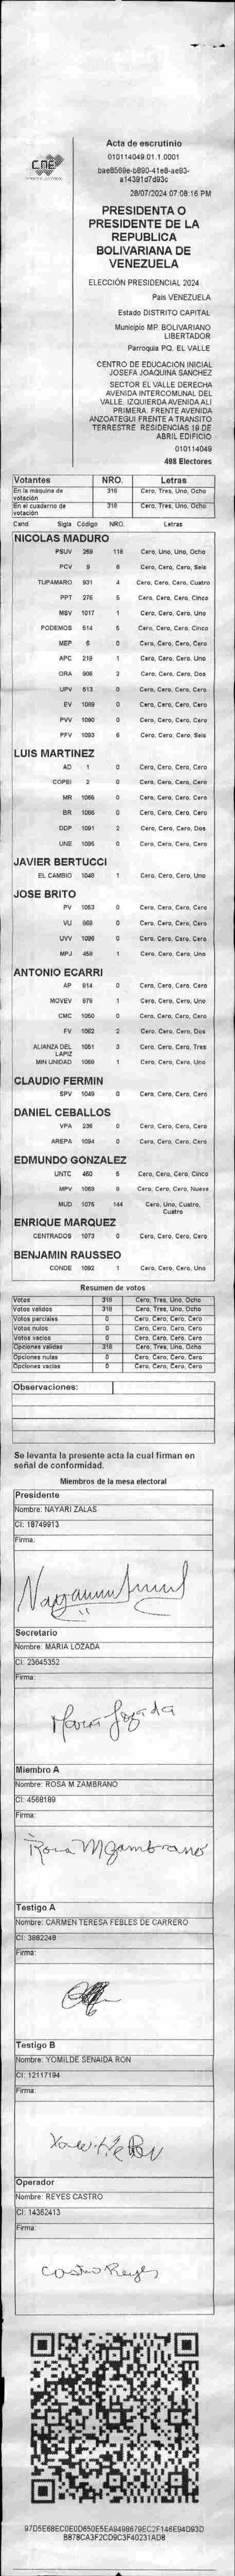 CNE
Acta de escrutinio
010114049.01.1.0001
bae8569e-b890-41e8-ae93-
a14391d7d93c
28/07/2024 07:08:16 PM
PRESIDENTA O
PRESIDENTE DE LA
REPUBLICA
BOLIVARIANA DE
VENEZUELA
ELECCIÓN PRESIDENCIAL 2024
País VENEZUELA
Estado DISTRITO CAPITAL
Municipio MP. BOLIVARIANO
LIBERTADOR
Parroquia PQ. EL VALLE
CENTRO DE EDUCACION INICIAL
JOSEFA JOAQUINA SANCHEZ
SECTOR EL VALLE DERECHA
AVENIDA INTERCOMUNAL DEL
VALLE. IZQUIERDA AVENIDA ALI
PRIMERA. FRENTE AVENIDA
ANZOATEGUI FRENTE A TRANSITO
TERRESTRE RESIDENCIAS 19 DE
ABRIL EDIFICIO
010114049
498 Electores
Votantes NRO. Letras
En la máquina de votación 318 Cero, Tres, Uno, Ocho
En el cuaderno de votación 318 Cero, Tres, Uno, Ocho
Cand Sigla Código NRO. Letras
NICOLAS MADURO
PSUV 259 118 Cero, Uno, Uno, Ocho
PCV 9 6 Cero, Cero, Cero, Seis
TUPAMARO 931 4 Cero, Cero, Cero, Cuatro
PPT 276 5 Cero, Cero, Cero, Cinco
MSV 1017 1 Cero, Cero, Cero, Uno
PODEMOS 514 5 Cero, Cero, Cero, Cinco
MEP 6 0 Cero, Cero, Cero, Cero
APC 219 1 Cero, Cero, Cero, Uno
ORA 906 2 Cero, Cero, Cero, Dos
UPV 613 0 Cero, Cero, Cero, Cero
EV 1089 0 Cero, Cero, Cero, Cero
PVV 1090 0 Cero, Cero, Cero, Cero
PFV 1093 6 Cero, Cero, Cero, Seis
LUIS MARTINEZ
AD 1 0 Cero, Cero, Cero, Cero
COPEI 2 0 Cero, Cero, Cero, Cero
MR 1066 0 Cero, Cero, Cero, Cero
BR 0 Cero, Cero, Cero, Cero
DDP 1091 2 Cero, Cero, Cero, Dos
UNE 0 Cero, Cero, Cero, Cero
JAVIER BERTUCCI
EL CAMBIO 1048 1 Cero, Cero, Cero, Uno
JOSE BRITO
PV 1053 0 Cero, Cero, Cero, Cero
VU 868 0 Cero, Cero, Cero, Cero
UVV 0 Cero, Cero, Cero, Cero
MPJ 458 1 Cero, Cero, Cero, Uno
ANTONIO ECARRI
AP 814 0 Cero, Cero, Cero, Cero
MOVEV 979 1 Cero, Cero, Cero, Uno
CMC 1050 0 Cero, Cero, Cero, Cero
FV 1062 2 Cero, Cero, Cero, Dos
ALIANZA DEL LAPIZ 1051 3 Cero, Cero, Cero, Tres
MIN UNIDAD 1 Cero, Cero, Cero, Uno
CLAUDIO FERMIN
SPV 1049 0 Cero, Cero, Cero, Cero
DANIEL CEBALLOS
VPA 236 0 Cero, Cero, Cero, Cero
AREPA 1094 0 Cero, Cero, Cero, Cero
EDMUNDO GONZALEZ
UNTC 460 5 Cero, Cero, Cero, Cinco
MPV 1069 9 Cero, Cero, Cero, Nueve
MUD 1075 144 Cero, Uno, Cuatro, Cuatro
ENRIQUE MARQUEZ
CENTRADOS 1073 0 Cero, Cero, Cero, Cero
BENJAMIN RAUSSEO
CONDE 1082 1 Cero, Cero, Cero, Uno
Resumen de votos
Votos 318 Cero, Tres, Uno, Ocho
Votos validos 318 Cero, Tres, Uno, Ocho
Votos parciales 0 Cero, Cero, Cero, Cero
Votos nulos 0 Cero, Cero, Cero, Cero
Votos vacios 0 Cero, Cero, Cero, Cero
Opciones validas 318 Cero, Tres, Uno, Ocho
Opciones nulas 0 Cero, Cero, Cero, Cero
Opciones vacias 0 Cero, Cero, Cero, Cero
Observaciones:
Se levanta la presente acta la cual firman en
señal de conformidad.
Miembros de la mesa electoral
Presidente
Nombre: NAYARI ZALAS
CI: 18749913
Firma:
Secretario
Nombre: MARIA LOZADA
CI: 23645352
Firma:
Maria Lozada
Miembro A
Nombre: ROSA M ZAMBRANO
CI: 4568189
Firma:
Rosa M Zambrano
Testigo A
Nombre: CARMEN TERESA FEBLES DE CARRERO
CI: 3882248
Firma:
Testigo B
Nombre: YOMILDE SENAIDA RON
CI: 12117194
Firma:
Operador
Nombre: REYES CASTRO
CI: 14362413
Firma:
Castro Reyes
97D5E68EC0E0D650E5EA9498679EC2F146E94D93D
B878CA3F2CD9C3F40231AD8